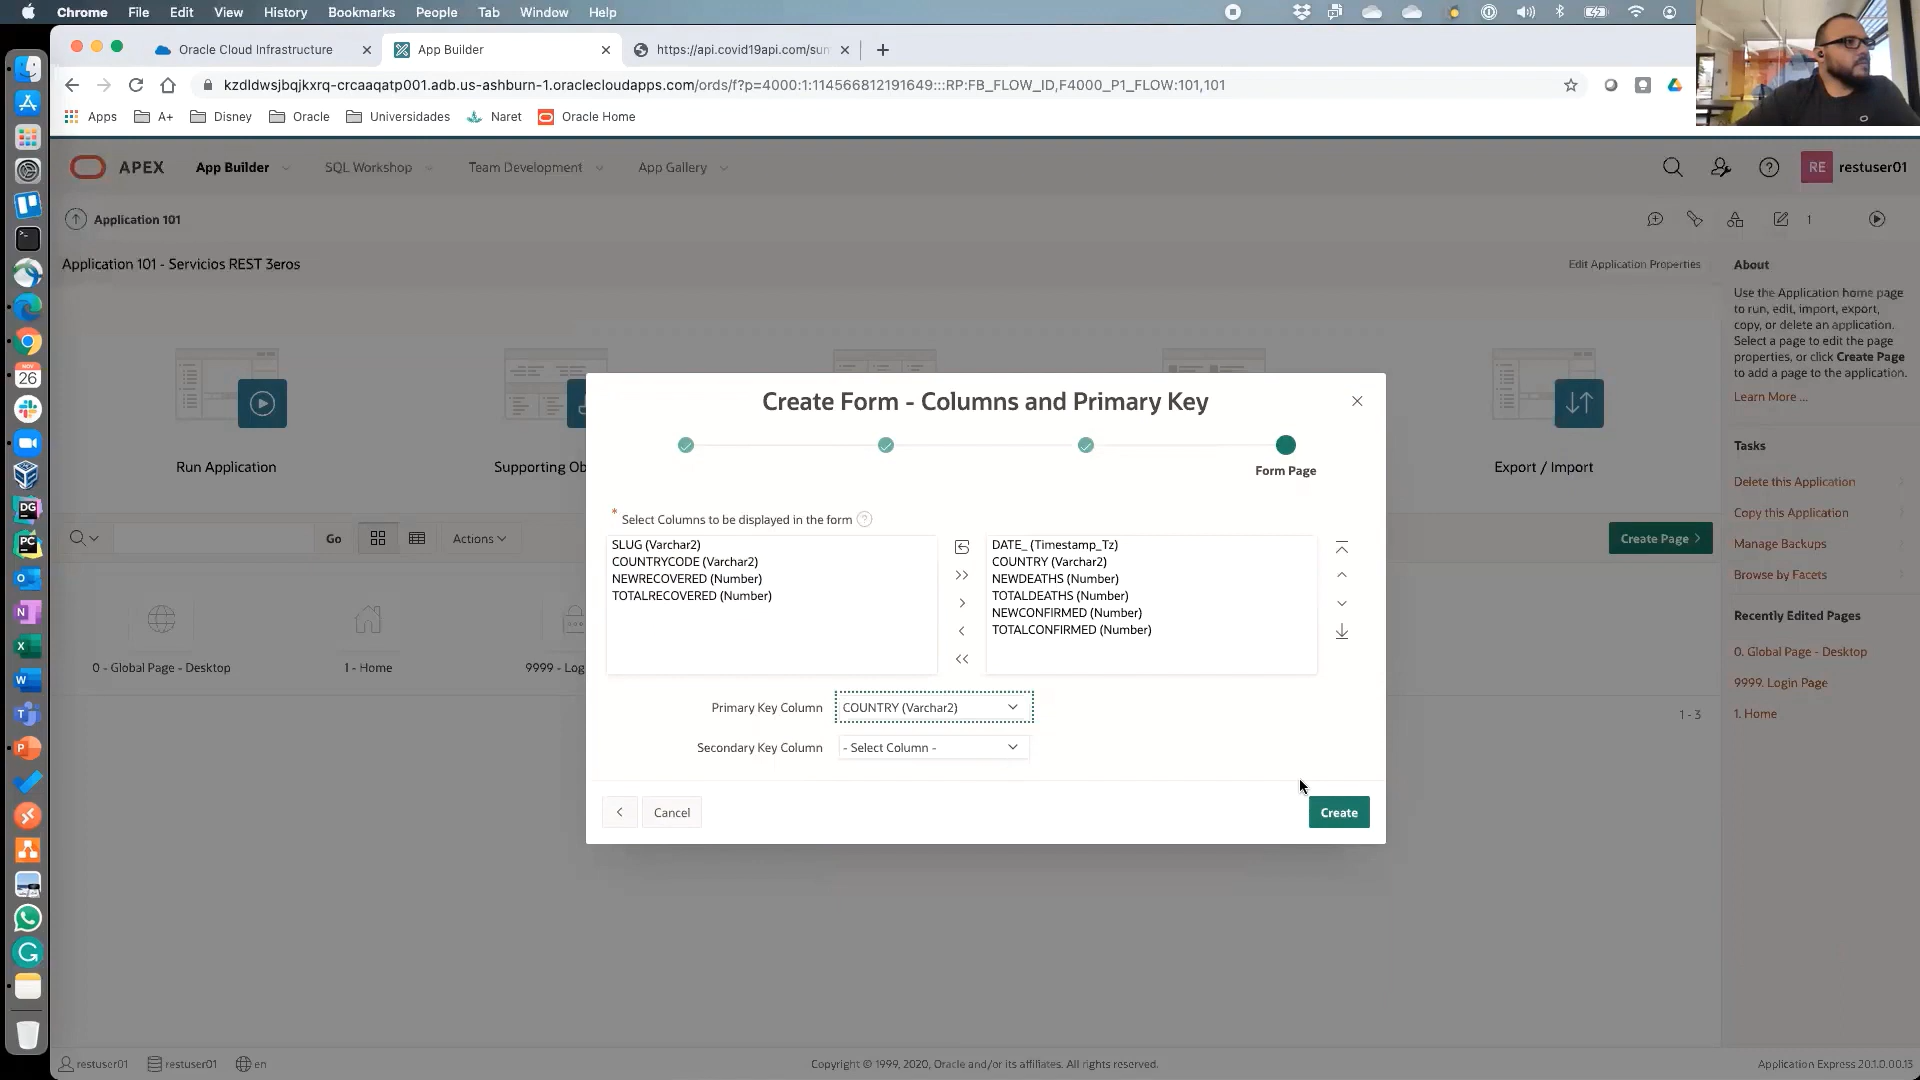 Chrome File Edit View History Bookmarks People Tab Window Help
Oracle Cloud Infrastructure
App Builder
https://api.covid19api.com/sum
kzdldwsjbqjkxrq-crcaaqatp001.adb.us-ashburn-1.oraclecloudapps.com/ords/f?p=4000:1:114566812191649:::RP:FB_FLOW_ID,F4000_P1_FLOW:101,101
Apps A+ Disney Oracle Universidades Naret Oracle Home
APEX App Builder SQL Workshop Team Development App Gallery RE restuser01
Application 101
1
Application 101 - Servicios REST 3eros
Edit Application Properties
About
Use the Application home page
to run, edit, import, export,
copy, or delete an application.
Select a page to edit the page
properties, or click Create Page
to add a page to the application.
Learn More ...
Run Application
Supporting Ob
Export / Import
Create Form - Columns and Primary Key
Form Page
* Select Columns to be displayed in the form ?
SLUG (Varchar2)
COUNTRYCODE (Varchar2)
NEWRECOVERED (Number)
TOTALRECOVERED (Number)
DATE_ (Timestamp_Tz)
COUNTRY (Varchar2)
NEWDEATHS (Number)
TOTALDEATHS (Number)
NEWCONFIRMED (Number)
TOTALCONFIRMED (Number)
Primary Key Column COUNTRY (Varchar2)
Secondary Key Column - Select Column -
Cancel
Create
Go
Actions
Create Page >
0 - Global Page - Desktop
1 - Home
9999 - Log
1 - 3
Tasks
Delete this Application
Copy this Application
Manage Backups
Browse by Facets
Recently Edited Pages
0. Global Page - Desktop
9999. Login Page
1. Home
NOV
26
DG
PC
restuser01 restuser01 en
Copyright © 1999, 2020, Oracle and/or its affiliates. All rights reserved.
Application Express 20.1.0.00.13